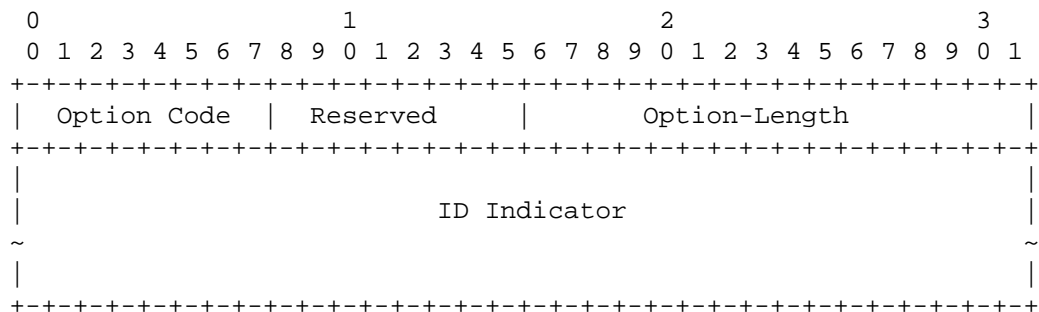 0                   1                   2                   3
 0 1 2 3 4 5 6 7 8 9 0 1 2 3 4 5 6 7 8 9 0 1 2 3 4 5 6 7 8 9 0 1
+-+-+-+-+-+-+-+-+-+-+-+-+-+-+-+-+-+-+-+-+-+-+-+-+-+-+-+-+-+-+-+-+
|  Option Code  |  Reserved     |       Option-Length           |
+-+-+-+-+-+-+-+-+-+-+-+-+-+-+-+-+-+-+-+-+-+-+-+-+-+-+-+-+-+-+-+-+
|                                                               |
|                          ID Indicator                         |
~                                                               ~
|                                                               |
+-+-+-+-+-+-+-+-+-+-+-+-+-+-+-+-+-+-+-+-+-+-+-+-+-+-+-+-+-+-+-+-+